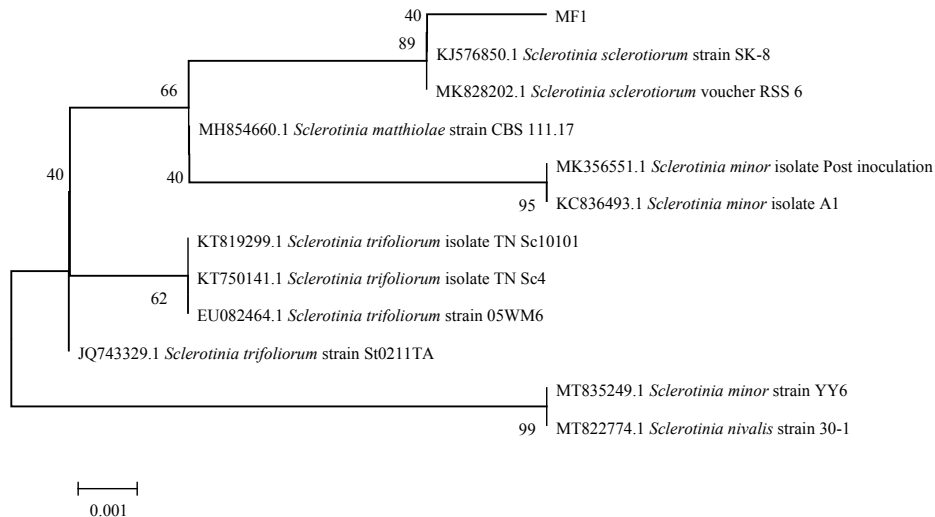 40
MF1
89
KJ576850.1 Sclerotinia sclerotiorum strain SK-8
MK828202.1 Sclerotinia sclerotiorum voucher RSS 6
66
MH854660.1 Sclerotinia matthiolae strain CBS 111.17
40
40
MK356551.1 Sclerotinia minor isolate Post inoculation
95
KC836493.1 Sclerotinia minor isolate A1
KT819299.1 Sclerotinia trifoliorum isolate TN Sc10101
KT750141.1 Sclerotinia trifoliorum isolate TN Sc4
62
EU082464.1 Sclerotinia trifoliorum strain 05WM6
JQ743329.1 Sclerotinia trifoliorum strain St0211TA
MT835249.1 Sclerotinia minor strain YY6
99
MT822774.1 Sclerotinia nivalis strain 30-1
0.001